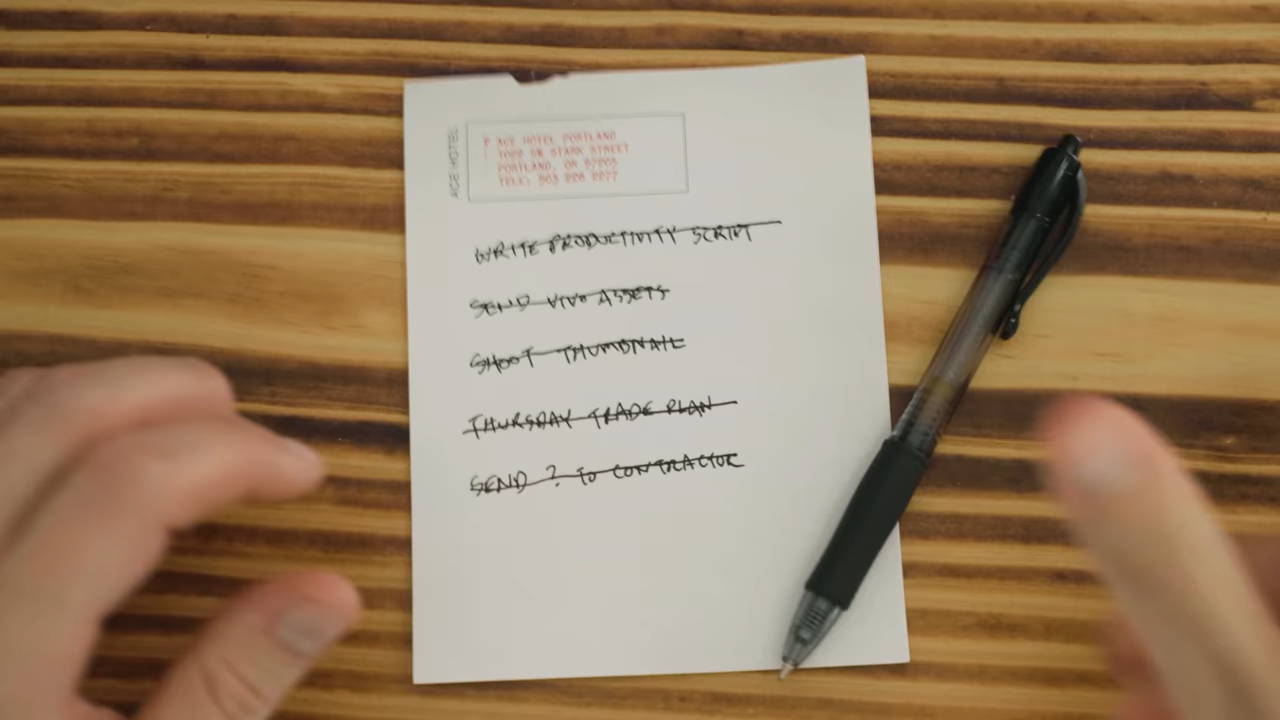 ACE HOTEL
ACE HOTEL PORTLAND
1022 SW STARK STREET
PORTLAND, OR 97205
TELE: 503 228 2277
WRITE PRODUCTIVITY SCRIPT
SEND VIVO ASSETS
SHOOT THUMBNAIL
THURSDAY TRADE PLAN
SEND ? TO CONTRACTOR